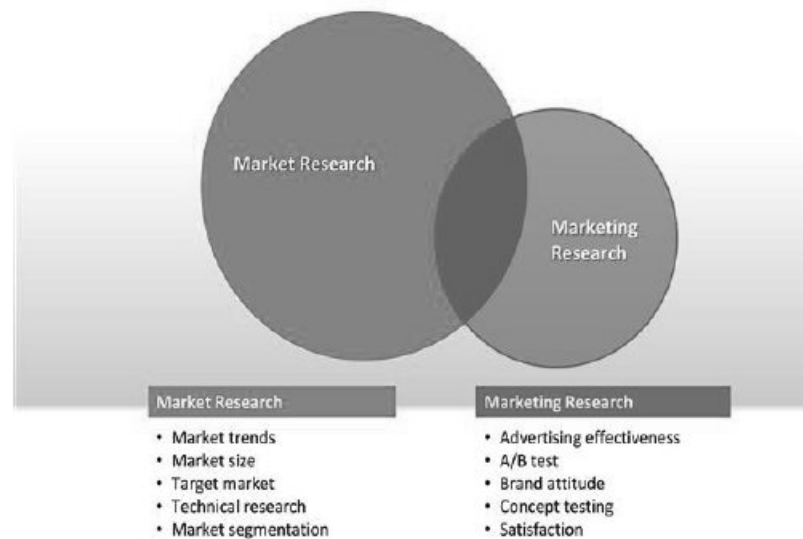 Market Research
Marketing
Research
Market Research
• Market trends
• Market size
• Target market
• Technical research
• Market segmentation
Marketing Research
• Advertising effectiveness
• A/B test
• Brand attitude
• Concept testing
• Satisfaction